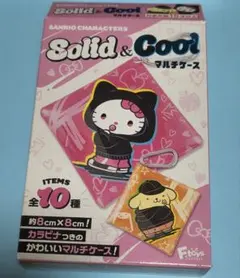 SANRIO CHARACTERS
Solid & Cool
マルチケース
ITEMS
全10種
約8cm×8cm!
カラビナつきの
かわいいマルチケース!
F-toys